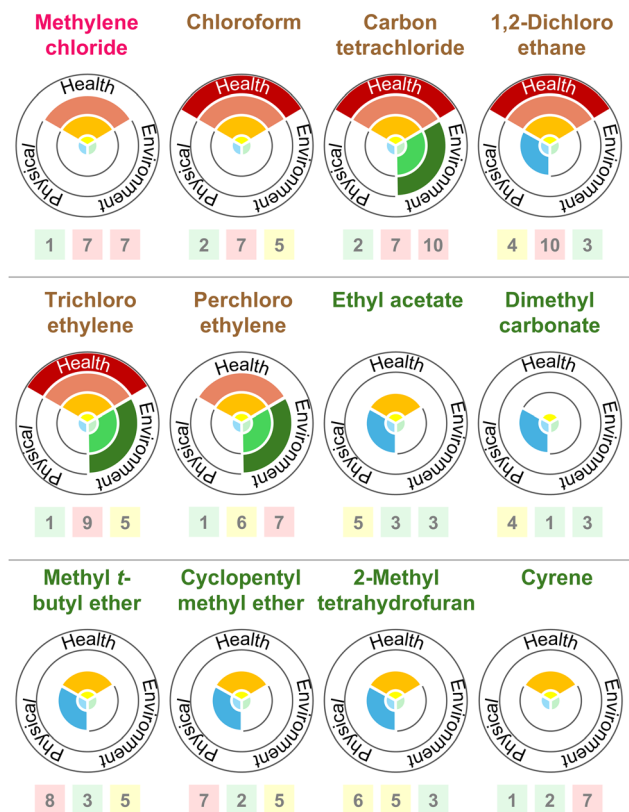 Methylene
chloride
Chloroform
Carbon
tetrachloride
1,2-Dichloro
ethane
Health
Environment
Physical
Health
Environment
Physical
Health
Environment
Physical
Health
Environment
Physical
1 7 7
2 7 5
2 7 10
4 10 3
Trichloro
ethylene
Perchloro
ethylene
Ethyl acetate
Dimethyl
carbonate
Health
Environment
Physical
Health
Environment
Physical
Health
Environment
Physical
Health
Environment
Physical
1 9 5
1 6 7
5 3 3
4 1 3
Methyl t-
butyl ether
Cyclopentyl
methyl ether
2-Methyl
tetrahydrofuran
Cyrene
Health
Environment
Physical
Health
Environment
Physical
Health
Environment
Physical
Health
Environment
Physical
8 3 5
7 2 5
6 5 3
1 2 7